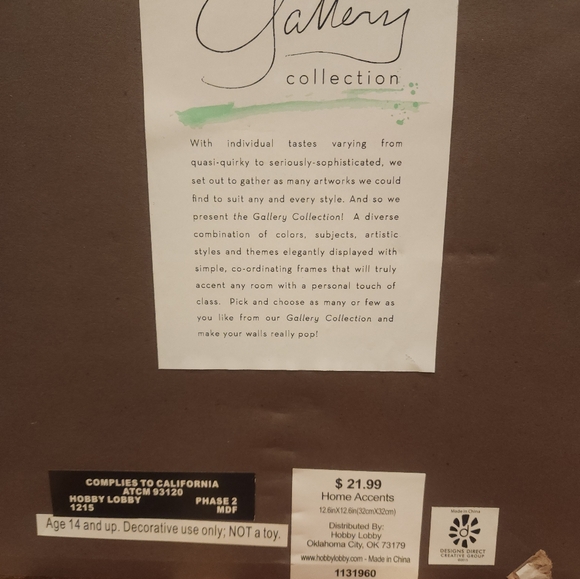 Gallery
collection
With individual tastes varying from
quasi-quirky to seriously-sophisticated, we
set out to gather as many artworks we could
find to suit any and every style. And so we
present the Gallery Collection! A diverse
combination of colors, subjects, artistic
styles and themes elegantly displayed with
simple, co-ordinating frames that will truly
accent any room with a personal touch of
class. Pick and choose as many or few as
you like from our Gallery Collection and
make your walls really pop!
COMPLIES TO CALIFORNIA
ATCM 93120
HOBBY LOBBY PHASE 2
1215 MDF
Age 14 and up. Decorative use only; NOT a toy.
$ 21.99
Home Accents
12.6inX12.6in(32cmX32cm)
Distributed By:
Hobby Lobby
Oklahoma City, OK 73179
www.hobbylobby.com - Made in China
1131960
Made in China
DESIGNS DIRECT
CREATIVE GROUP